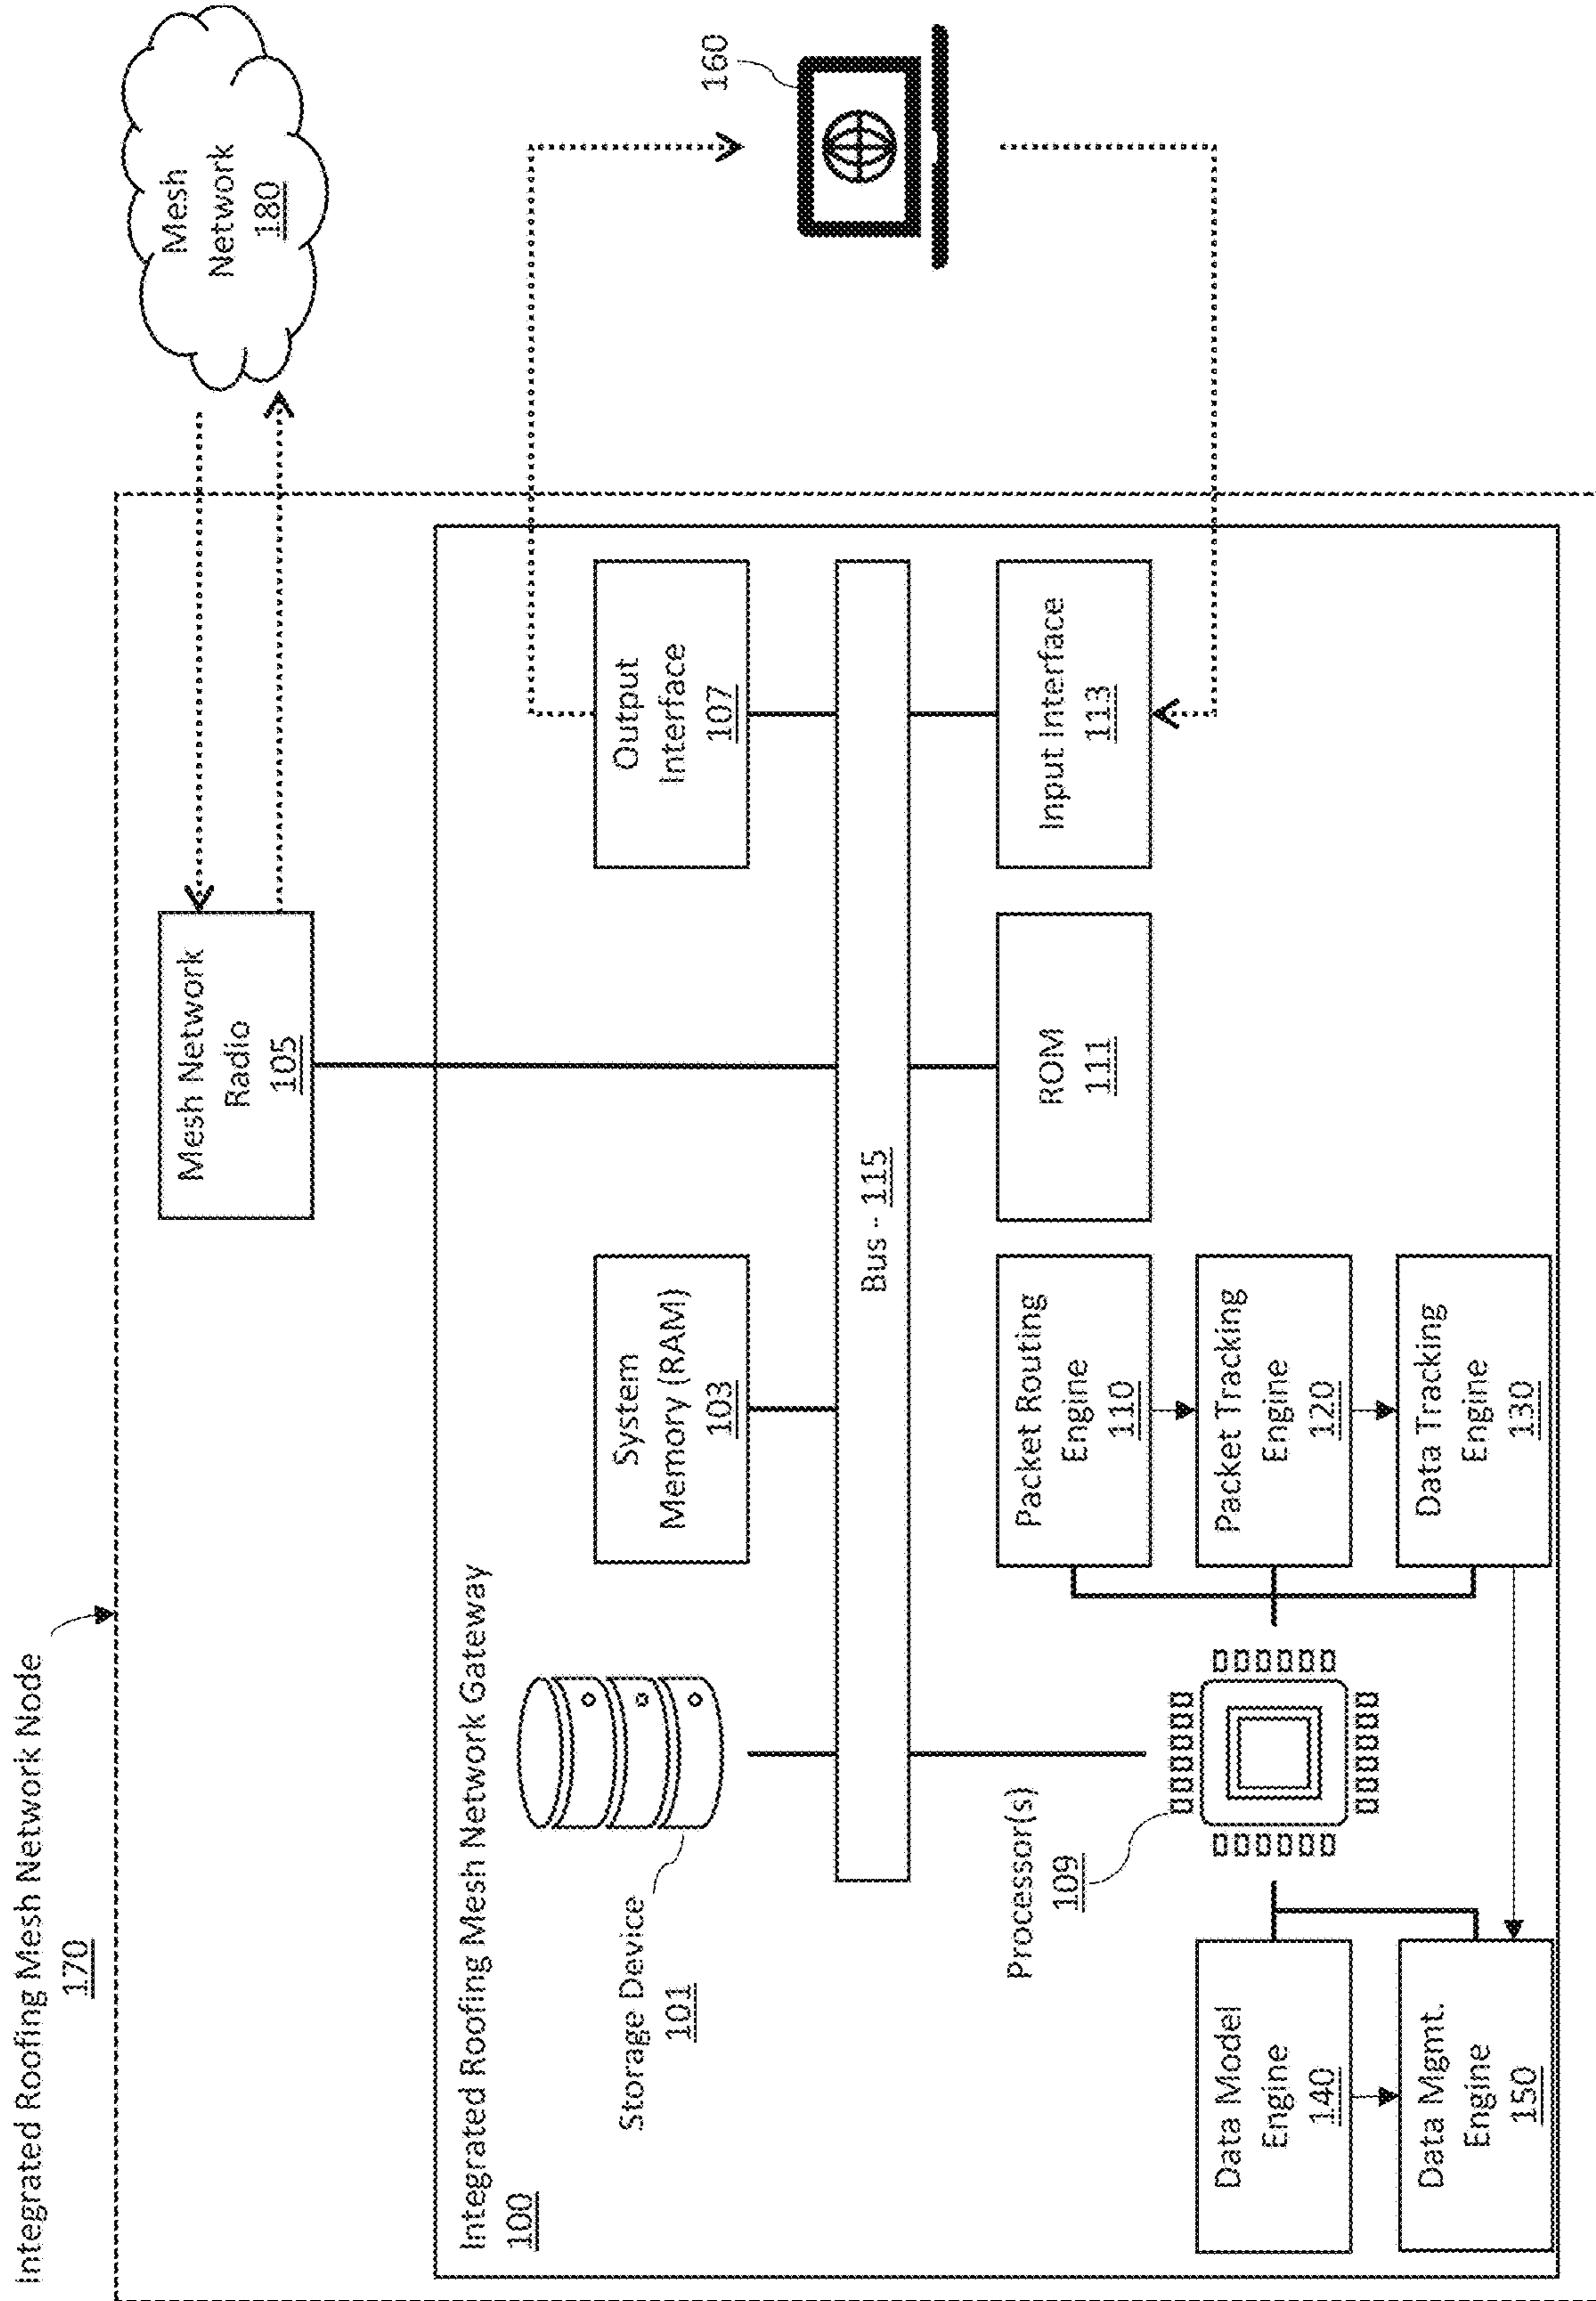 Integrated Roofing Mesh Network Node
170
Mesh
Network
180
Mesh Network
Radio
105
Integrated Roofing Mesh Network Gateway
100
160
Storage Device
101
System
Memory (RAM)
103
Output
Interface
107
Bus - 115
Processor(s)
109
Packet Routing
Engine
110
ROM
111
Input Interface
113
Packet Tracking
Engine
120
Data Tracking
Engine
130
Data Model
Engine
140
Data Mgmt.
Engine
150